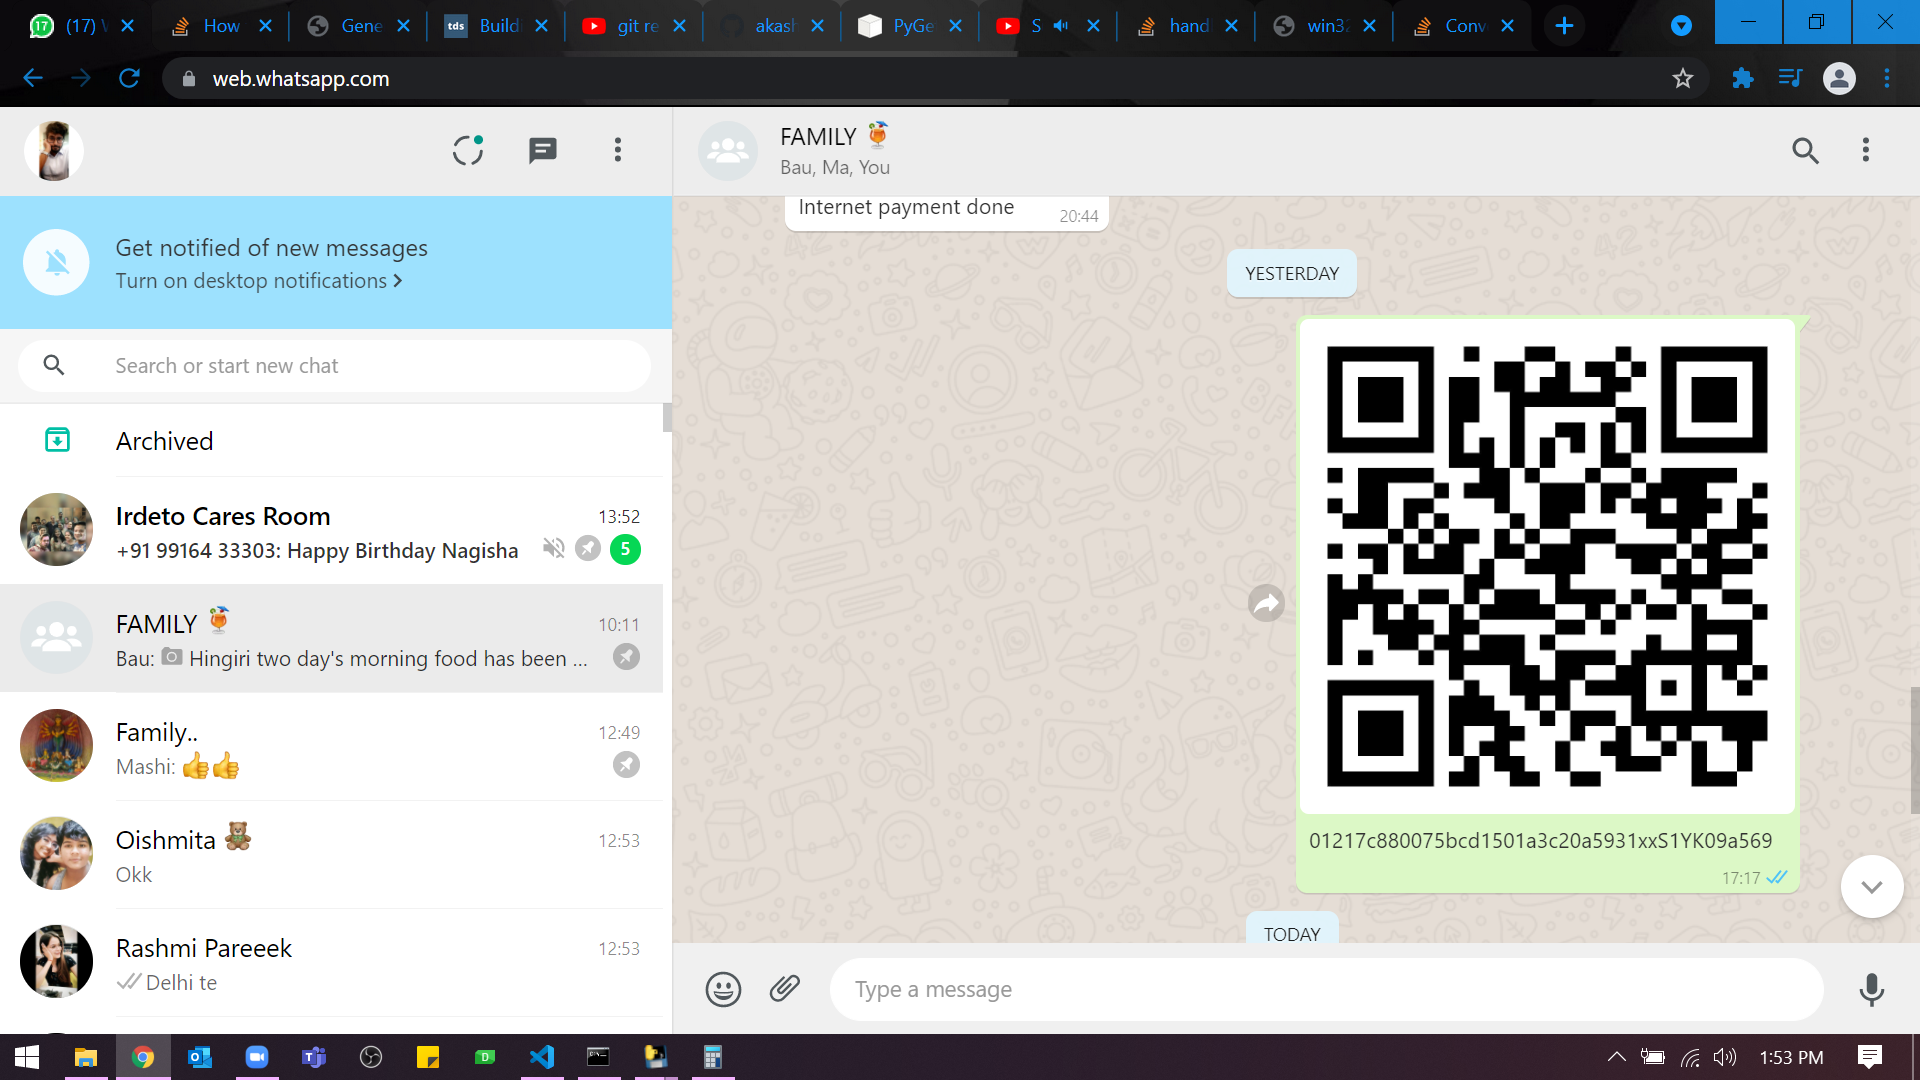 17
(17) W
How
Gene
tds
Buildi
git re
akash
PyGe
S
hand
win32
Conv
web.whatsapp.com
FAMILY
Bau, Ma, You
Get notified of new messages
Turn on desktop notifications
Search or start new chat
Archived
Irdeto Cares Room
13:52
+91 99164 33303: Happy Birthday Nagisha
5
FAMILY
10:11
Bau: Hingiri two day's morning food has been ...
Family..
12:49
Mashi: 👍👍
Oishmita
12:53
Okk
Rashmi Pareeek
12:53
Delhi te
Internet payment done
20:44
YESTERDAY
01217c880075bcd1501a3c20a5931xxS1YK09a569
17:17
TODAY
Type a message
1:53 PM